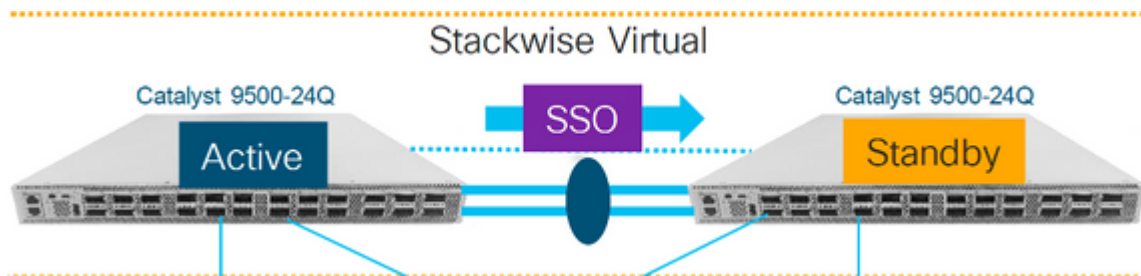 Stackwise Virtual
Catalyst 9500-24Q
SSO
Catalyst 9500-24Q
Active
Standby